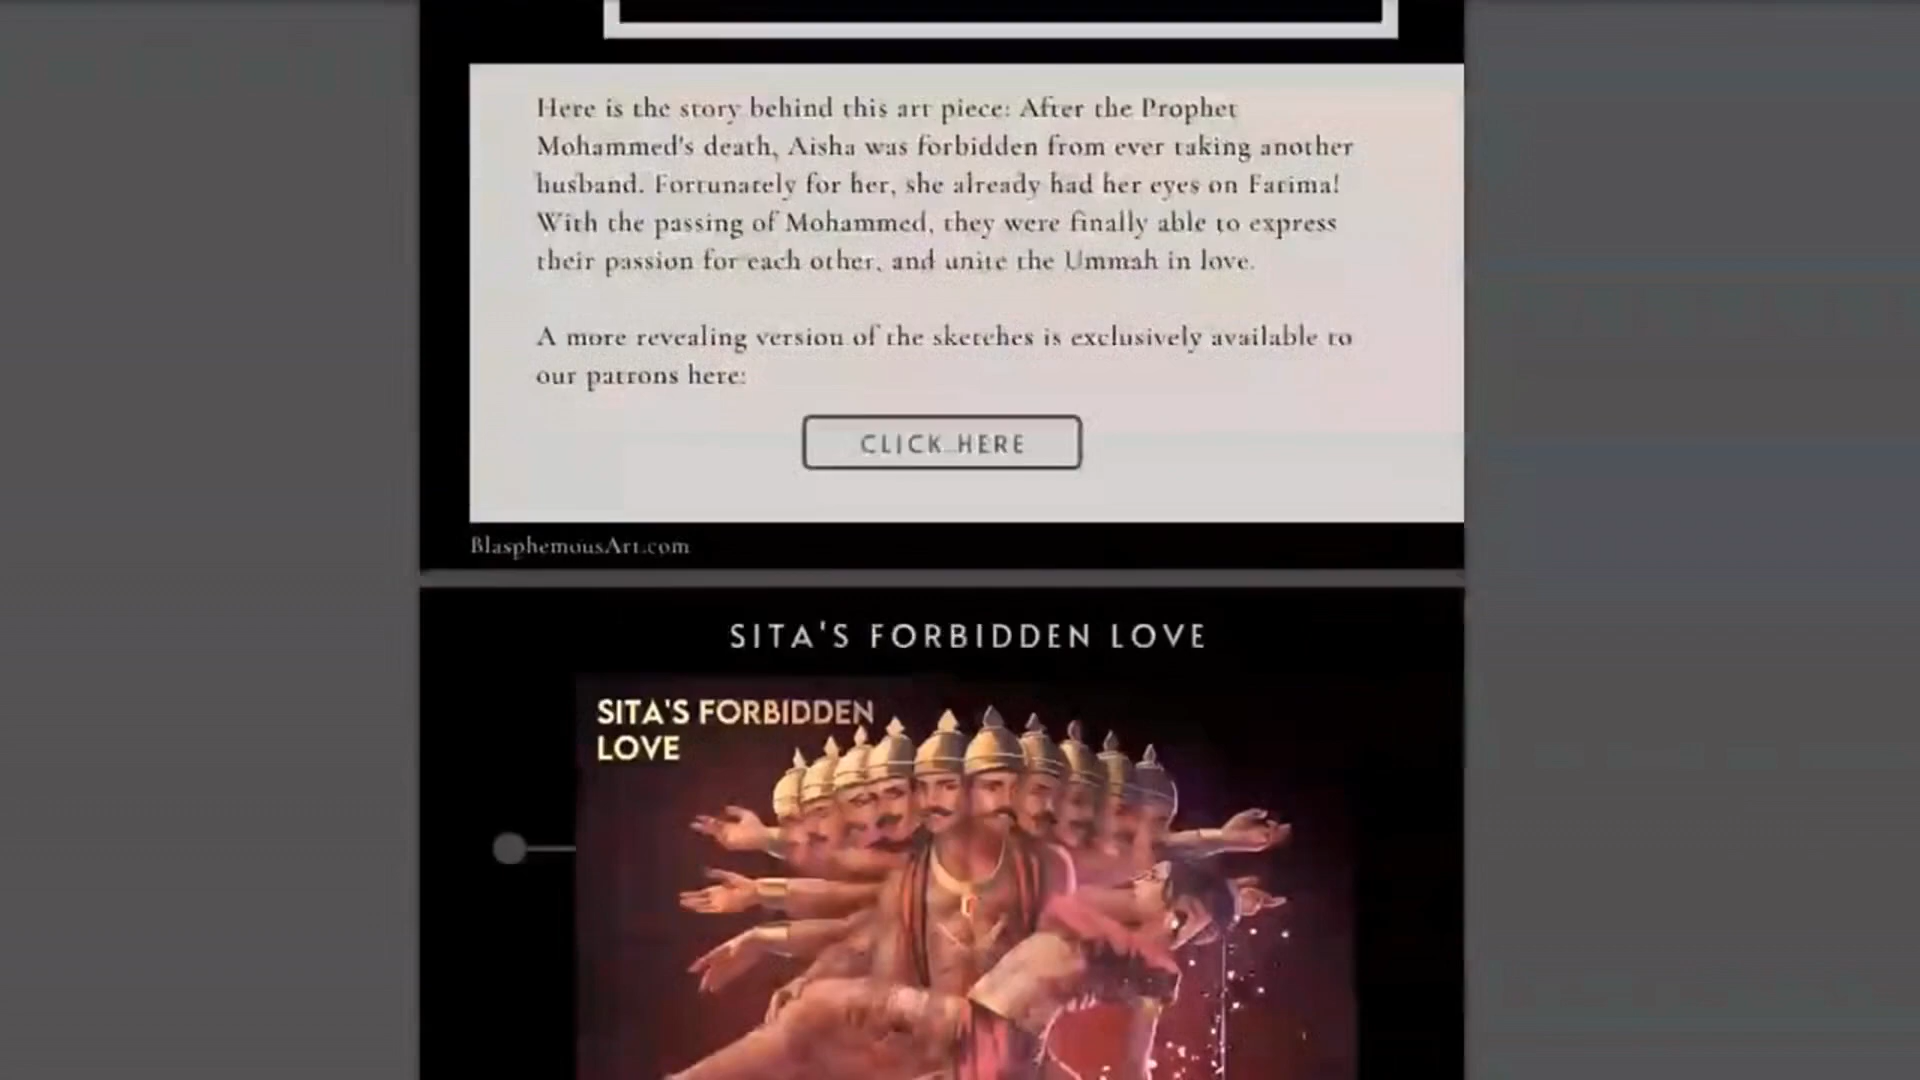 Here is the story behind this art piece: After the Prophet
Mohammed's death, Aisha was forbidden from ever taking another
husband. Fortunately for her, she already had her eyes on Fatima!
With the passing of Mohammed, they were finally able to express
their passion for each other, and unite the Ummah in love.
A more revealing version of the sketches is exclusively available to
our patrons here:
CLICK HERE
BlasphemousArt.com
SITA'S FORBIDDEN LOVE
SITA'S FORBIDDEN
LOVE